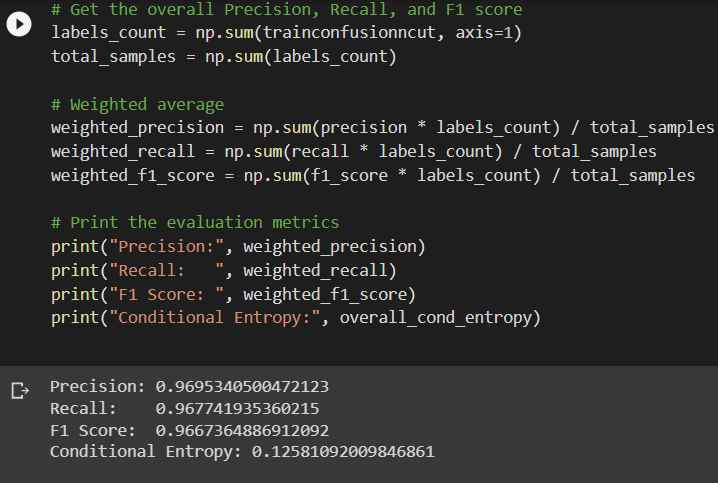 # Get the overall Precision, Recall, and F1 score
labels_count = np.sum(trainconfusionncut, axis=1)
total_samples = np.sum(labels_count)
# Weighted average
weighted_precision = np.sum(precision * labels_count) / total_samples
weighted_recall = np.sum(recall * labels_count) / total_samples
weighted_f1_score = np.sum(f1_score * labels_count) / total_samples
# Print the evaluation metrics
print("Precision:", weighted_precision)
print("Recall:   ", weighted_recall)
print("F1 Score: ", weighted_f1_score)
print("Conditional Entropy:", overall_cond_entropy)
Precision: 0.9695340500472123
Recall:    0.967741935360215
F1 Score:  0.9667364886912092
Conditional Entropy: 0.12581092009846861